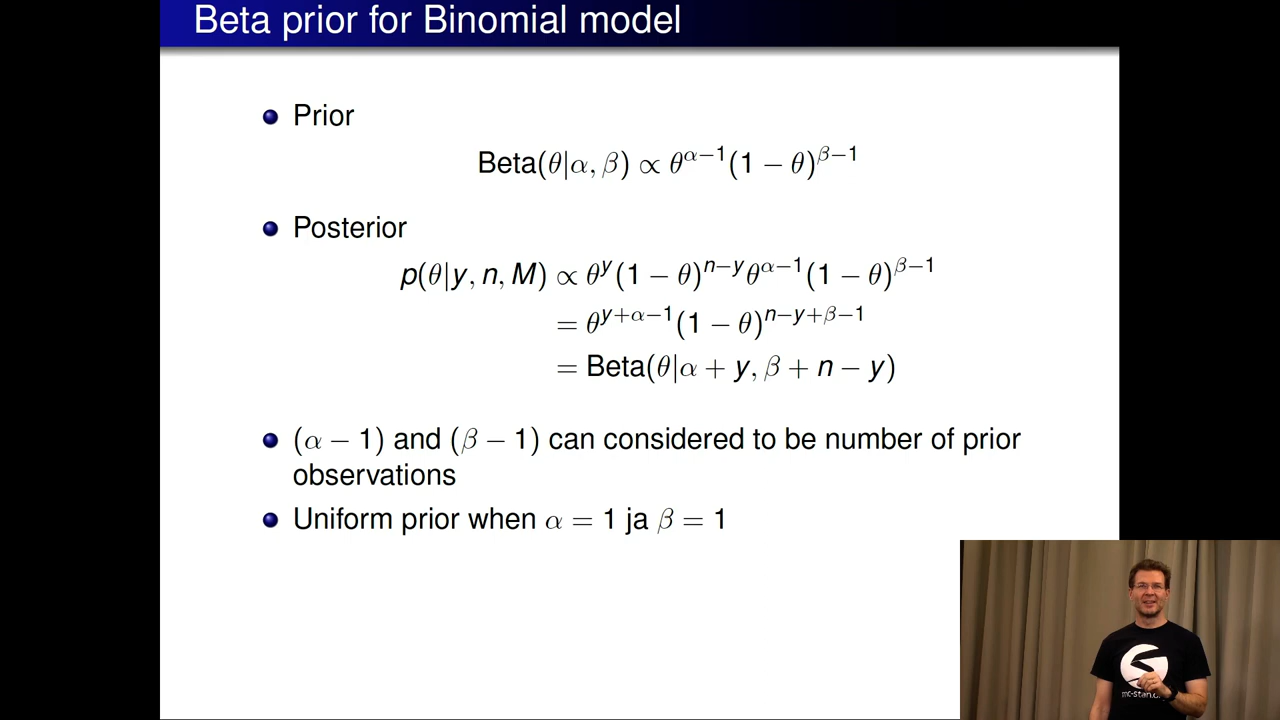 Beta prior for Binomial model
Prior
Beta(θ|α, β) ∝ θ^{α−1}(1 − θ)^{β−1}
Posterior
p(θ|y, n, M) ∝ θ^{y}(1 − θ)^{n−y}θ^{α−1}(1 − θ)^{β−1}
= θ^{y+α−1}(1 − θ)^{n−y+β−1}
= Beta(θ|α + y, β + n − y)
(α − 1) and (β − 1) can considered to be number of prior
observations
Uniform prior when α = 1 ja β = 1